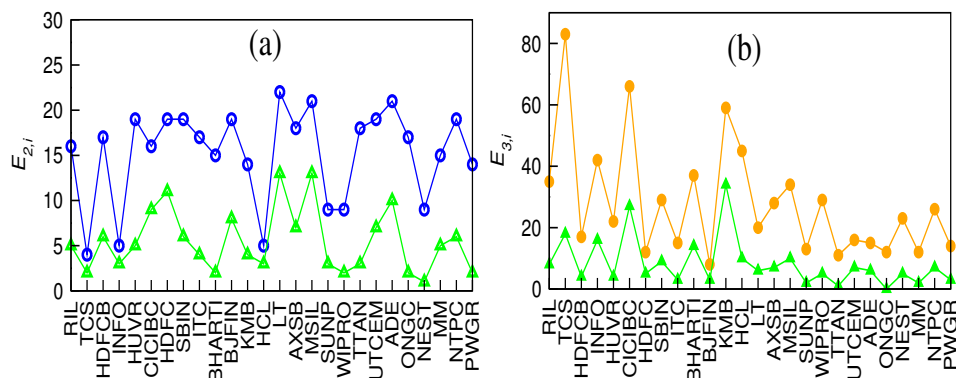 (a)
E2,i
30
25
20
15
10
5
0
RIL
TCS
HDFCB
INFO
HUVR
CICIBC
HDFC
SBIN
ITC
BHARTI
BJFIN
KMB
HCL
LT
AXSB
MSIL
SUNP
WIPRO
TTAN
UTCEM
ADE
ONGC
NEST
MM
NTPC
PWGR
(b)
E3,i
80
60
40
20
0
RIL
TCS
HDFCB
INFO
HUVR
CICIBC
HDFC
SBIN
ITC
BHARTI
BJFIN
KMB
HCL
LT
AXSB
MSIL
SUNP
WIPRO
TTAN
UTCEM
ADE
ONGC
NEST
MM
NTPC
PWGR